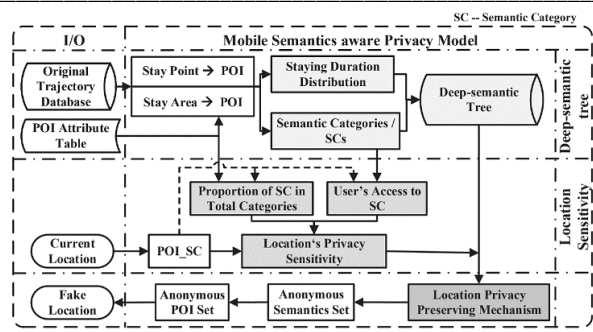 SC -- Semantic Category
I/O
Mobile Semantics aware Privacy Model
Original
Trajectory
Database
Stay Point → POI
Stay Area → POI
Staying Duration
Distribution
Semantic Categories /
SCs
Deep-semantic
Tree
Deep-semantic
tree
POI Attribute
Table
Proportion of SC in
Total Categories
User's Access to
SC
Location
Sensitivity
Current
Location
POI_SC
Location‘s Privacy
Sensitivity
Fake
Location
Anonymous
POI Set
Anonymous
Semantics Set
Location Privacy
Preserving Mechanism